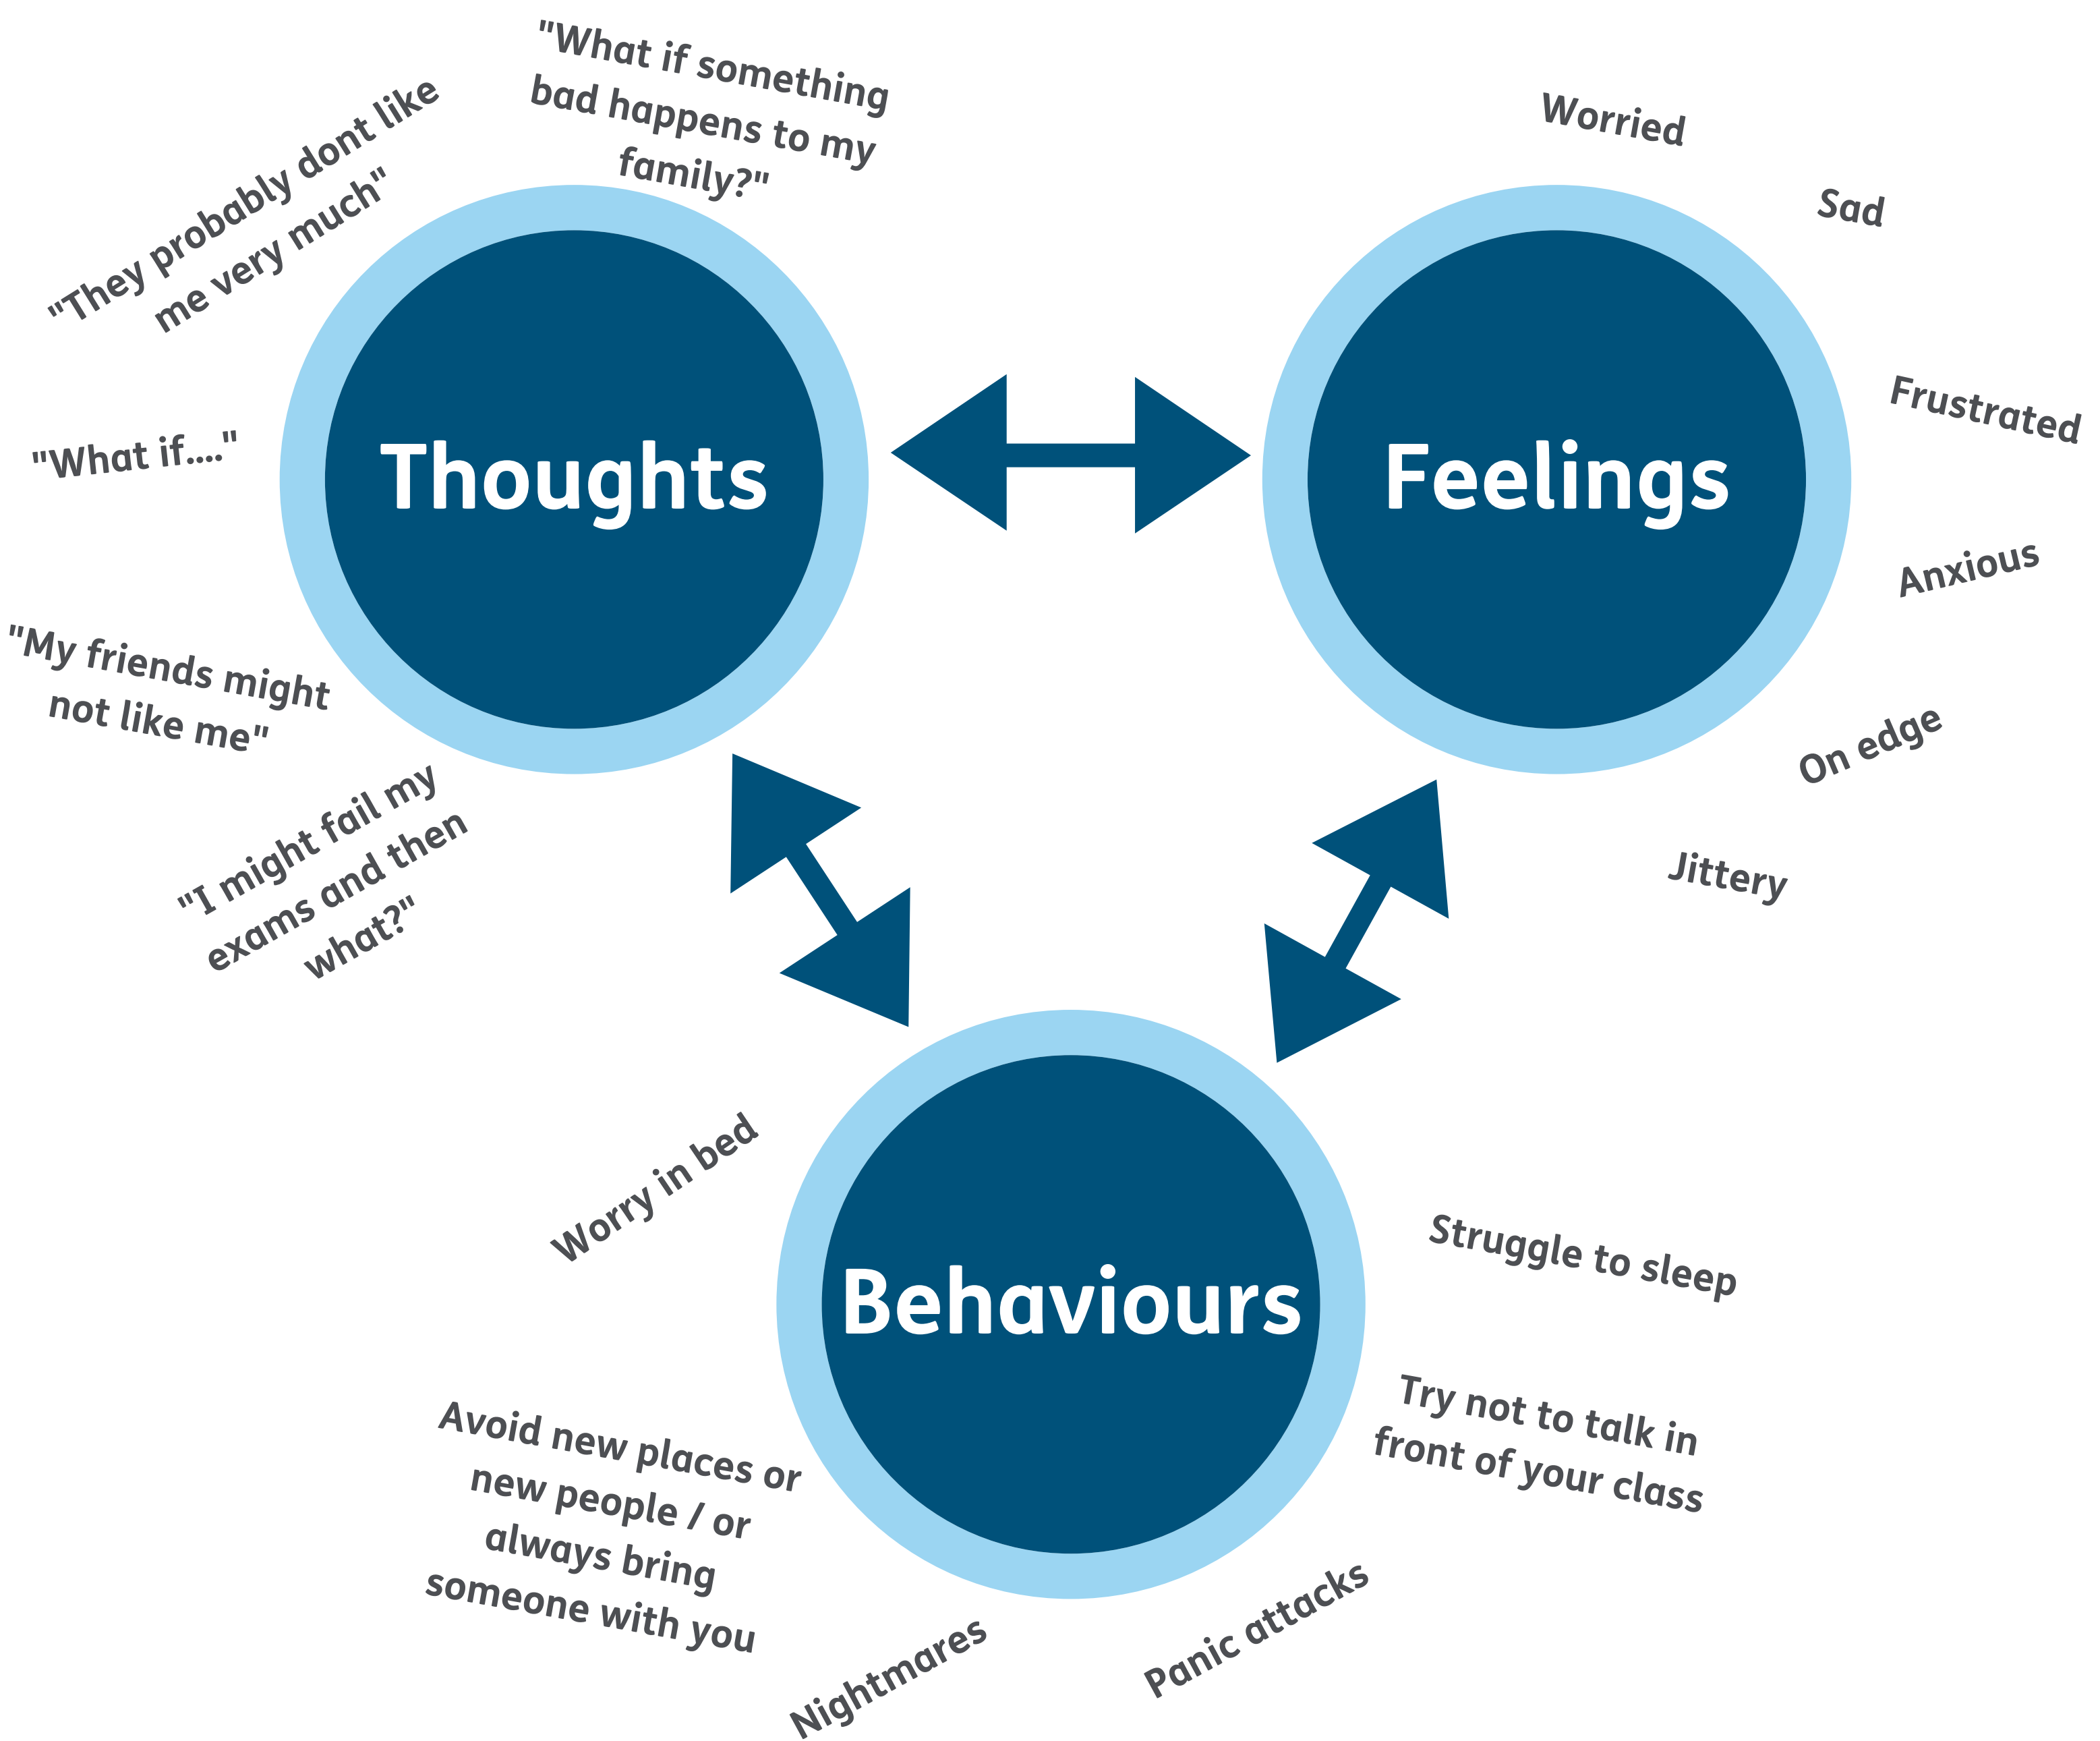 "What if something
bad happens to my
family?"
"They probably dont like
me very much"
"What if...."
"My friends might
not like me"
"I might fail my
exams and then
what?"
Thoughts
Worried
Sad
Frustrated
Anxious
On edge
Jittery
Feelings
Worry in bed
Avoid new places or
new people / or
always bring
someone with you
Nightmares
Panic attacks
Try not to talk in
front of your class
Struggle to sleep
Behaviours